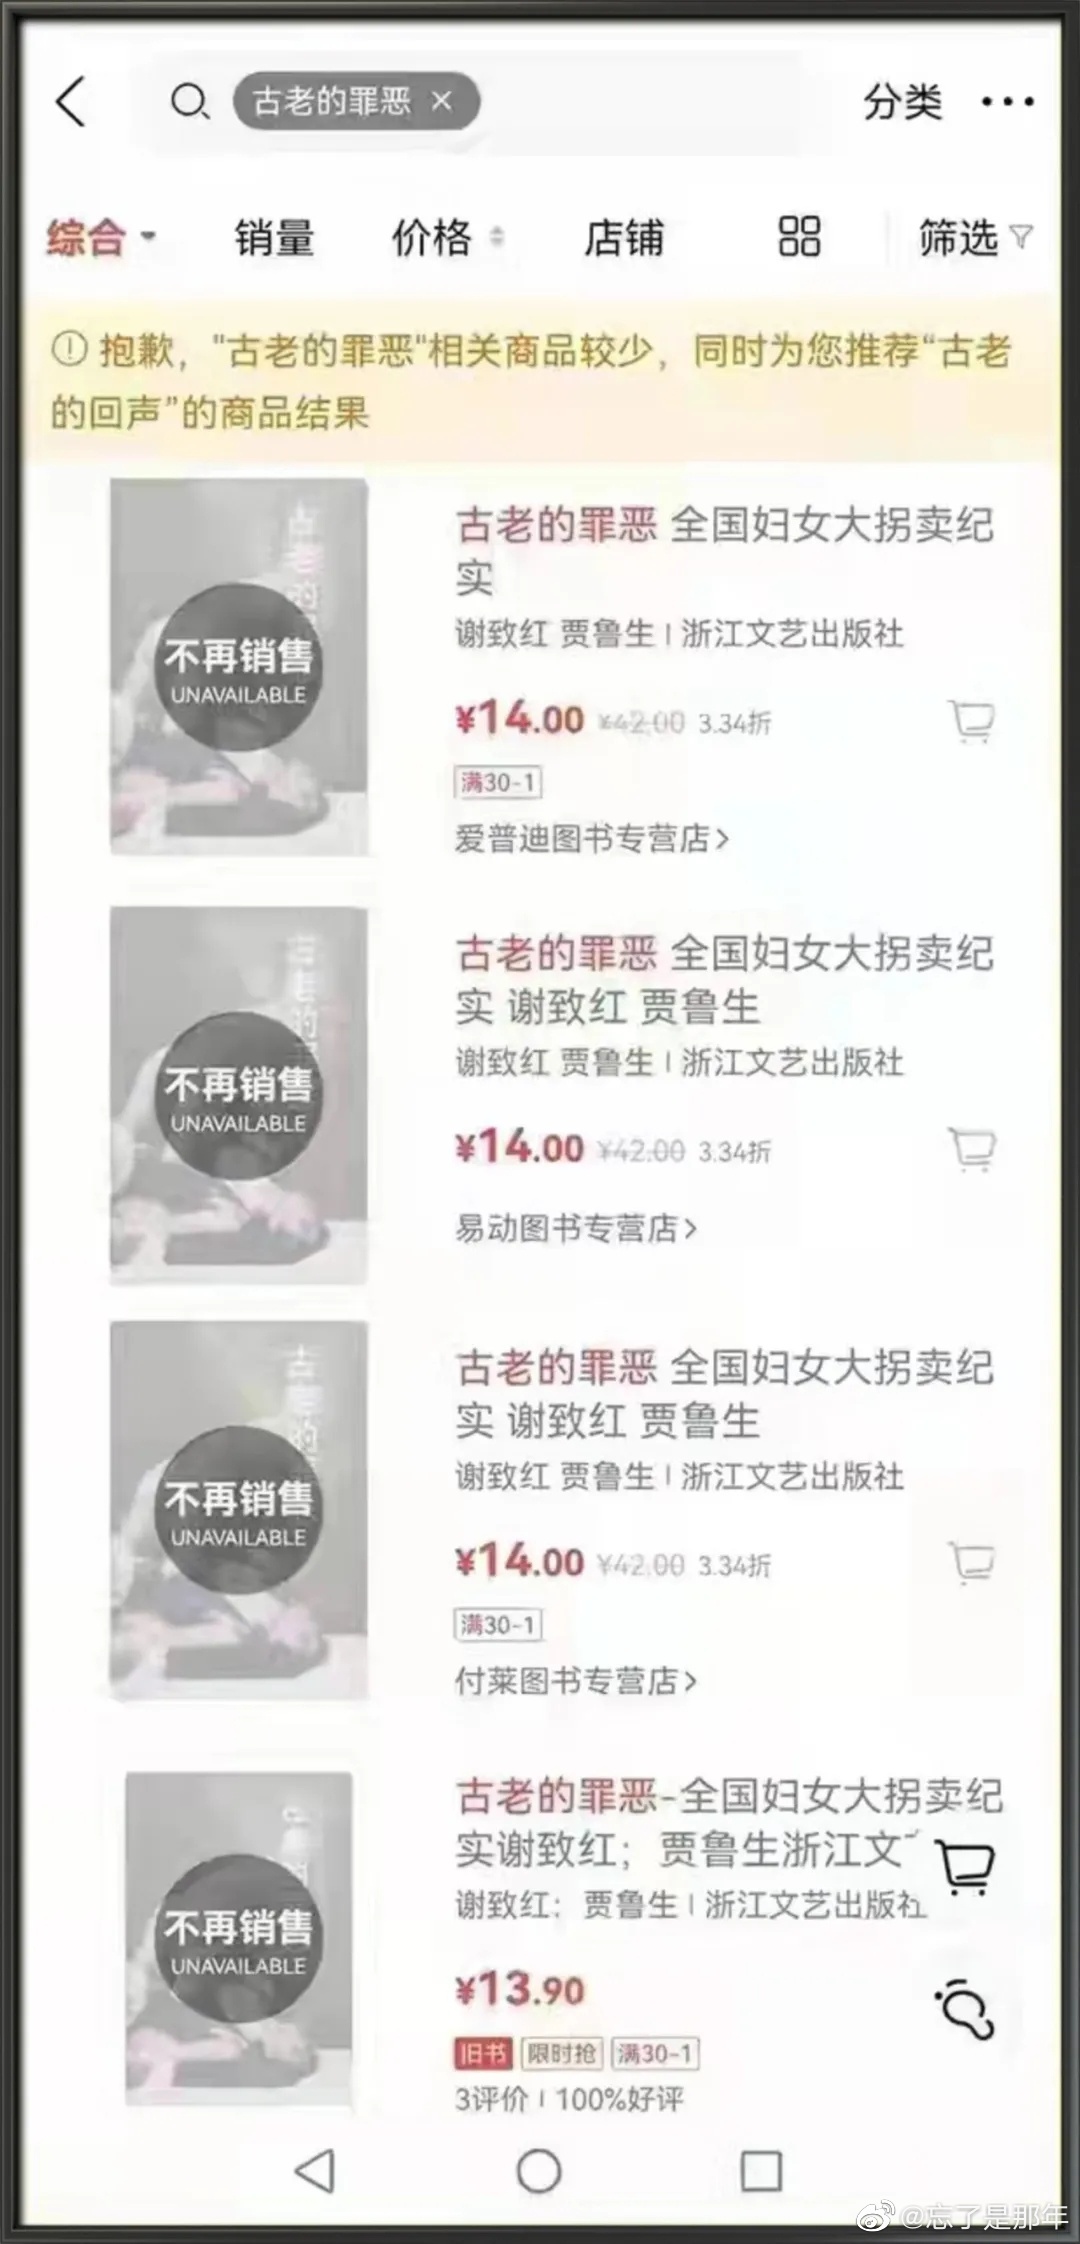 古老的罪恶 ×
分类
综合 销量 价格 店铺 筛选
抱歉，"古老的罪恶"相关商品较少，同时为您推荐“古老
的回声”的商品结果
古老的
不再销售
UNAVAILABLE
古老的罪恶 全国妇女大拐卖纪
实
谢致红 贾鲁生 | 浙江文艺出版社
¥14.00 ¥42.00 3.34折
满30-1
爱普迪图书专营店>
古老的
不再销售
UNAVAILABLE
古老的罪恶 全国妇女大拐卖纪
实 谢致红 贾鲁生
谢致红 贾鲁生 | 浙江文艺出版社
¥14.00 ¥42.00 3.34折
易动图书专营店>
古老的
不再销售
UNAVAILABLE
古老的罪恶 全国妇女大拐卖纪
实 谢致红 贾鲁生
谢致红 贾鲁生 | 浙江文艺出版社
¥14.00 ¥42.00 3.34折
满30-1
付莱图书专营店>
不再销售
UNAVAILABLE
古老的罪恶-全国妇女大拐卖纪
实谢致红；贾鲁生浙江文
谢致红；贾鲁生 | 浙江文艺出版社
¥13.90
旧书 限时抢 满30-1
3评价 | 100%好评
@忘了是那年